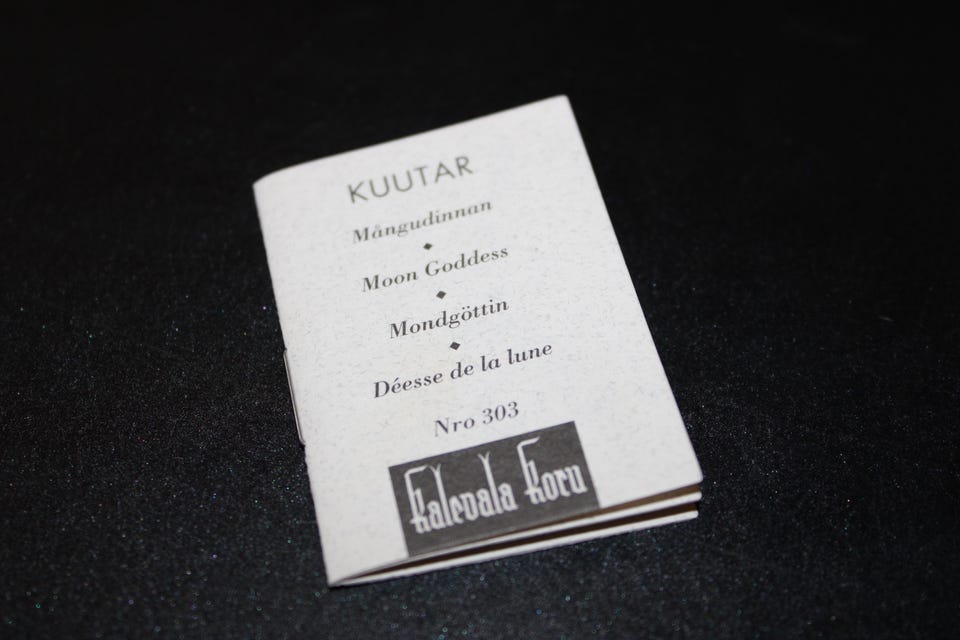 KUUTAR
Mångudinnan
◆
Moon Goddess
◆
Mondgöttin
◆
Déesse de la lune
Nro 303
Kalevala Koru